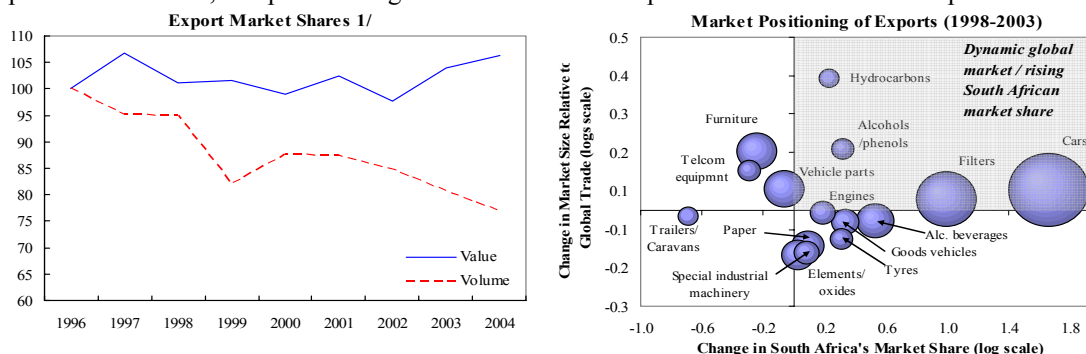 Export Market Shares 1/
110
105
100
95
90
85
80
75
70
65
60
Value
Volume
1996 1997 1998 1999 2000 2001 2002 2003 2004
Market Positioning of Exports (1998-2003)
Change in Market Size Relative to
Global Trade (logs scale)
0.5
0.4
0.3
0.2
0.1
-0.1
-0.2
-0.3
Dynamic global
market / rising
South African
market share
Hydrocarbons
Furniture
Alcohols
/phenols
Cars
Telcom
equipmnt
Vehicle parts
Filters
Engines
Trailers/
Caravans
Paper
Alc. beverages
Goods vehicles
Special industrial
machinery
Elements/
oxides
Tyres
-1.0 -0.6 -0.2 0.2 0.6 1.0 1.4 1.8
Change in South Africa's Market Share (log scale)